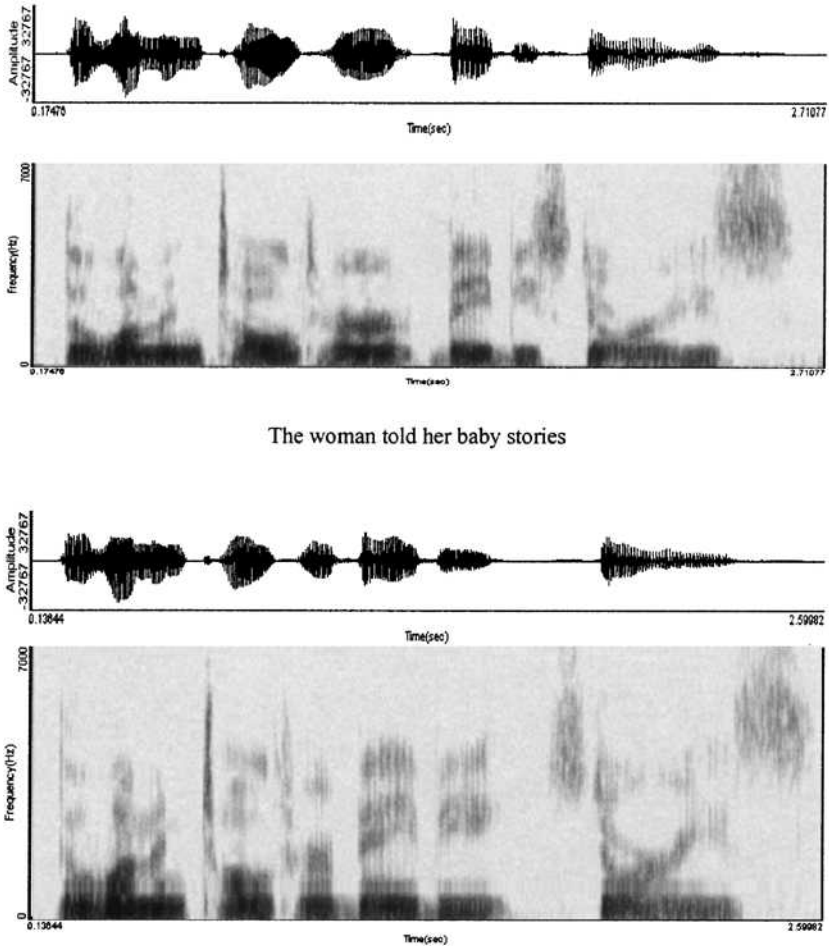 Amplitude
-32767 32767
0.17476
2.71077
Time(sec)
Frequency(Hz)
0
7000
0.17476
2.71077
Time(sec)
The woman told her baby stories
Amplitude
-32767 32767
0.13644
2.59982
Time(sec)
Frequency(Hz)
0
7000
0.13644
2.59982
Time(sec)